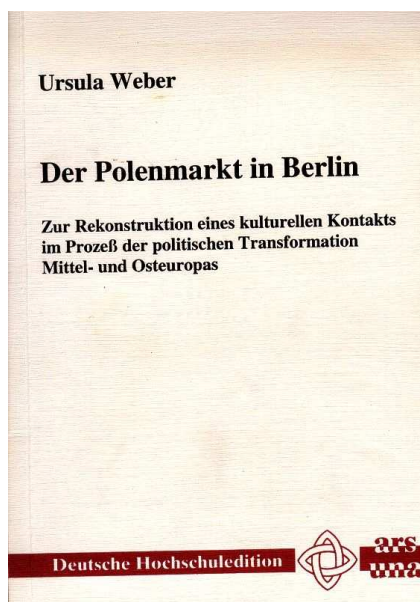 Ursula Weber
Der Polenmarkt in Berlin
Zur Rekonstruktion eines kulturellen Kontakts
im Prozeß der politischen Transformation
Mittel- und Osteuropas
Deutsche Hochschuledition
ars
una